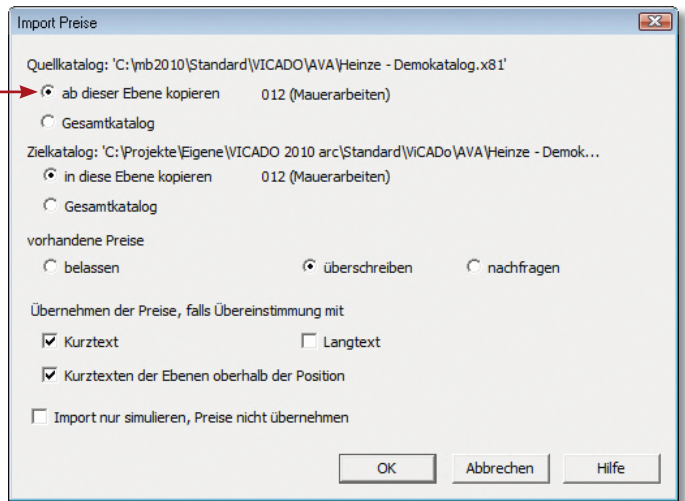 Import Preise
Quellkatalog: 'C:\mb2010\Standard\VICADO\AVA\Heinze - Demokatalog.x81'
ab dieser Ebene kopieren 012 (Mauerarbeiten)
Gesamtkatalog
Zielkatalog: 'C:\Projekte\Eigene\VICADO 2010 arc\Standard\ViCADo\AVA\Heinze - Demok...
in diese Ebene kopieren 012 (Mauerarbeiten)
Gesamtkatalog
vorhandene Preise
belassen überschreiben nachfragen
Übernehmen der Preise, falls Übereinstimmung mit
Kurztext Langtext
Kurztexten der Ebenen oberhalb der Position
Import nur simulieren, Preise nicht übernehmen
OK Abbrechen Hilfe